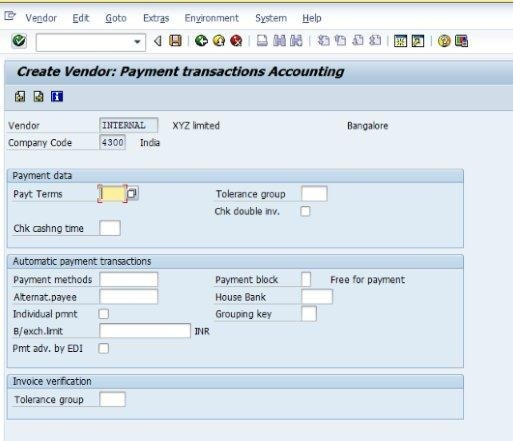 Vendor Edit Goto Extras Environment System Help
Create Vendor: Payment transactions Accounting
Vendor INTERNAL XYZ limited Bangalore
Company Code 4300 India
Payment data
Payt Terms Tolerance group
Chk double inv.
Chk cashng time
Automatic payment transactions
Payment methods Payment block Free for payment
Alternat.payee House Bank
Individual pmnt Grouping key
B/exch.limit INR
Pmt adv. by EDI
Invoice verification
Tolerance group